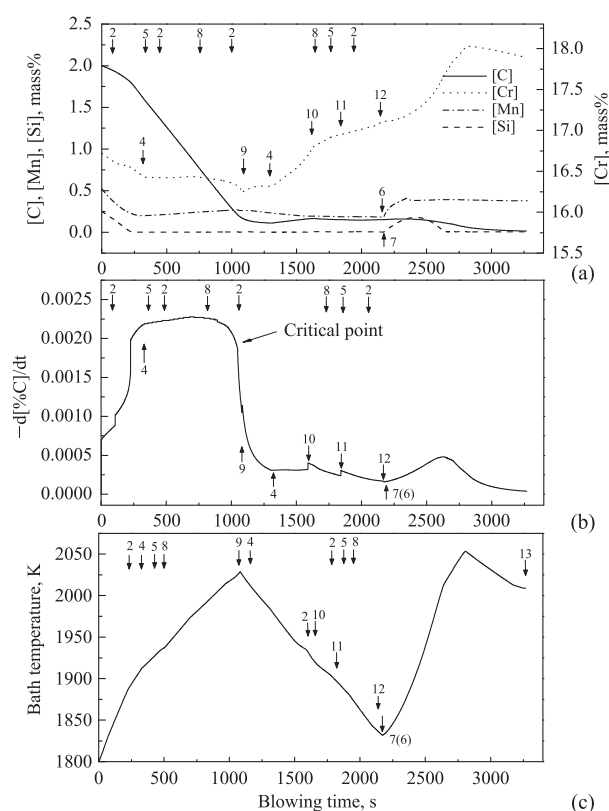 2 5 2 8 2 8 5 2
2.5
2.0
1.5
1.0
0.5
0.0
18.0
17.5
17.0
16.5
16.0
15.5
[C], [Mn], [Si], mass%
[Cr], mass%
[C]
[Cr]
[Mn]
[Si]
4 9 4 10 11 12
6
7
0 500 1000 1500 2000 2500 3000
(a)
2 5 2 8 2 8 5 2
0.0025
0.0020
0.0015
0.0010
0.0005
0.0000
−d[%C]/dt
Critical point
4 9 4 10 11 12
7(6)
0 500 1000 1500 2000 2500 3000
(b)
2 4 5 8 9 4 2 5 8
2050
2000
1950
1900
1850
1800
Bath temperature, K
2 10
11
12
7(6)
13
0 500 1000 1500 2000 2500 3000
Blowing time, s
(c)